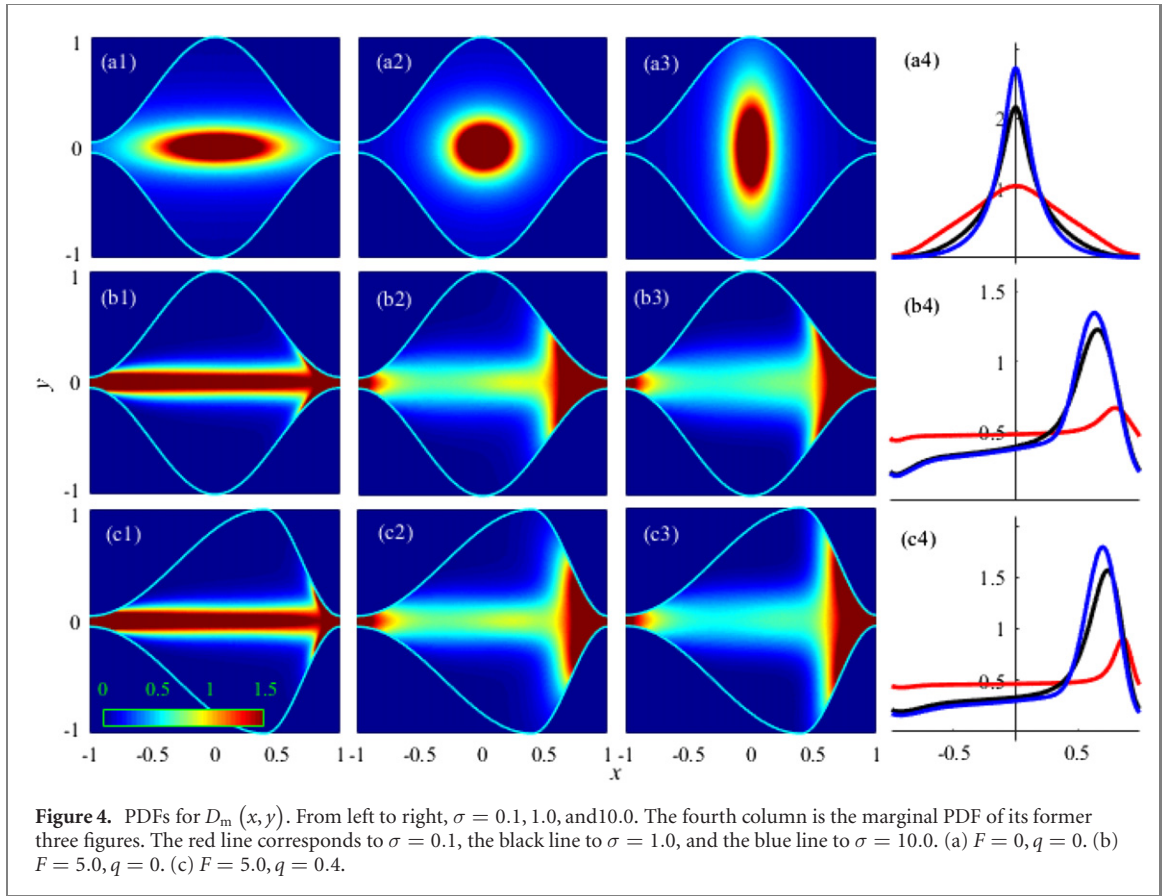 1
(a1)
(a2)
(a3)
(a4)
0
2
1
-1
1
(b1)
(b2)
(b3)
(b4)
1.5
1
y
0
0.5
-1
1
(c1)
(c2)
(c3)
(c4)
1.5
0
1
0 0.5 1 1.5
0.5
-1
-1 -0.5 0 0.5 1 -0.5 0 0.5 1 -0.5 0 0.5 1 -0.5 0.5
x
Figure 4. PDFs for Dₘ (x, y). From left to right, σ = 0.1, 1.0, and10.0. The fourth column is the marginal PDF of its former
three figures. The red line corresponds to σ = 0.1, the black line to σ = 1.0, and the blue line to σ = 10.0. (a) F = 0, q = 0. (b)
F = 5.0, q = 0. (c) F = 5.0, q = 0.4.